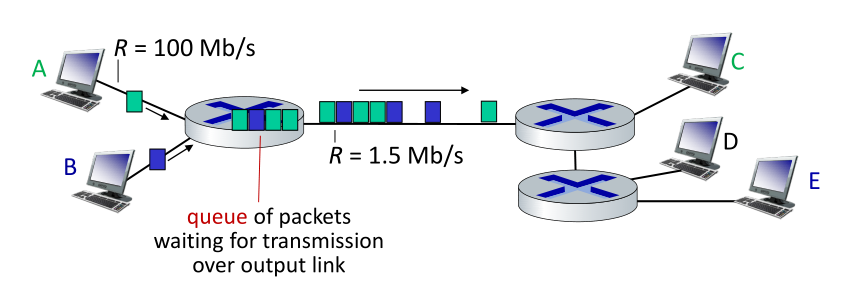 R = 100 Mb/s
A
C
B
R = 1.5 Mb/s
D
E
queue of packets
waiting for transmission
over output link